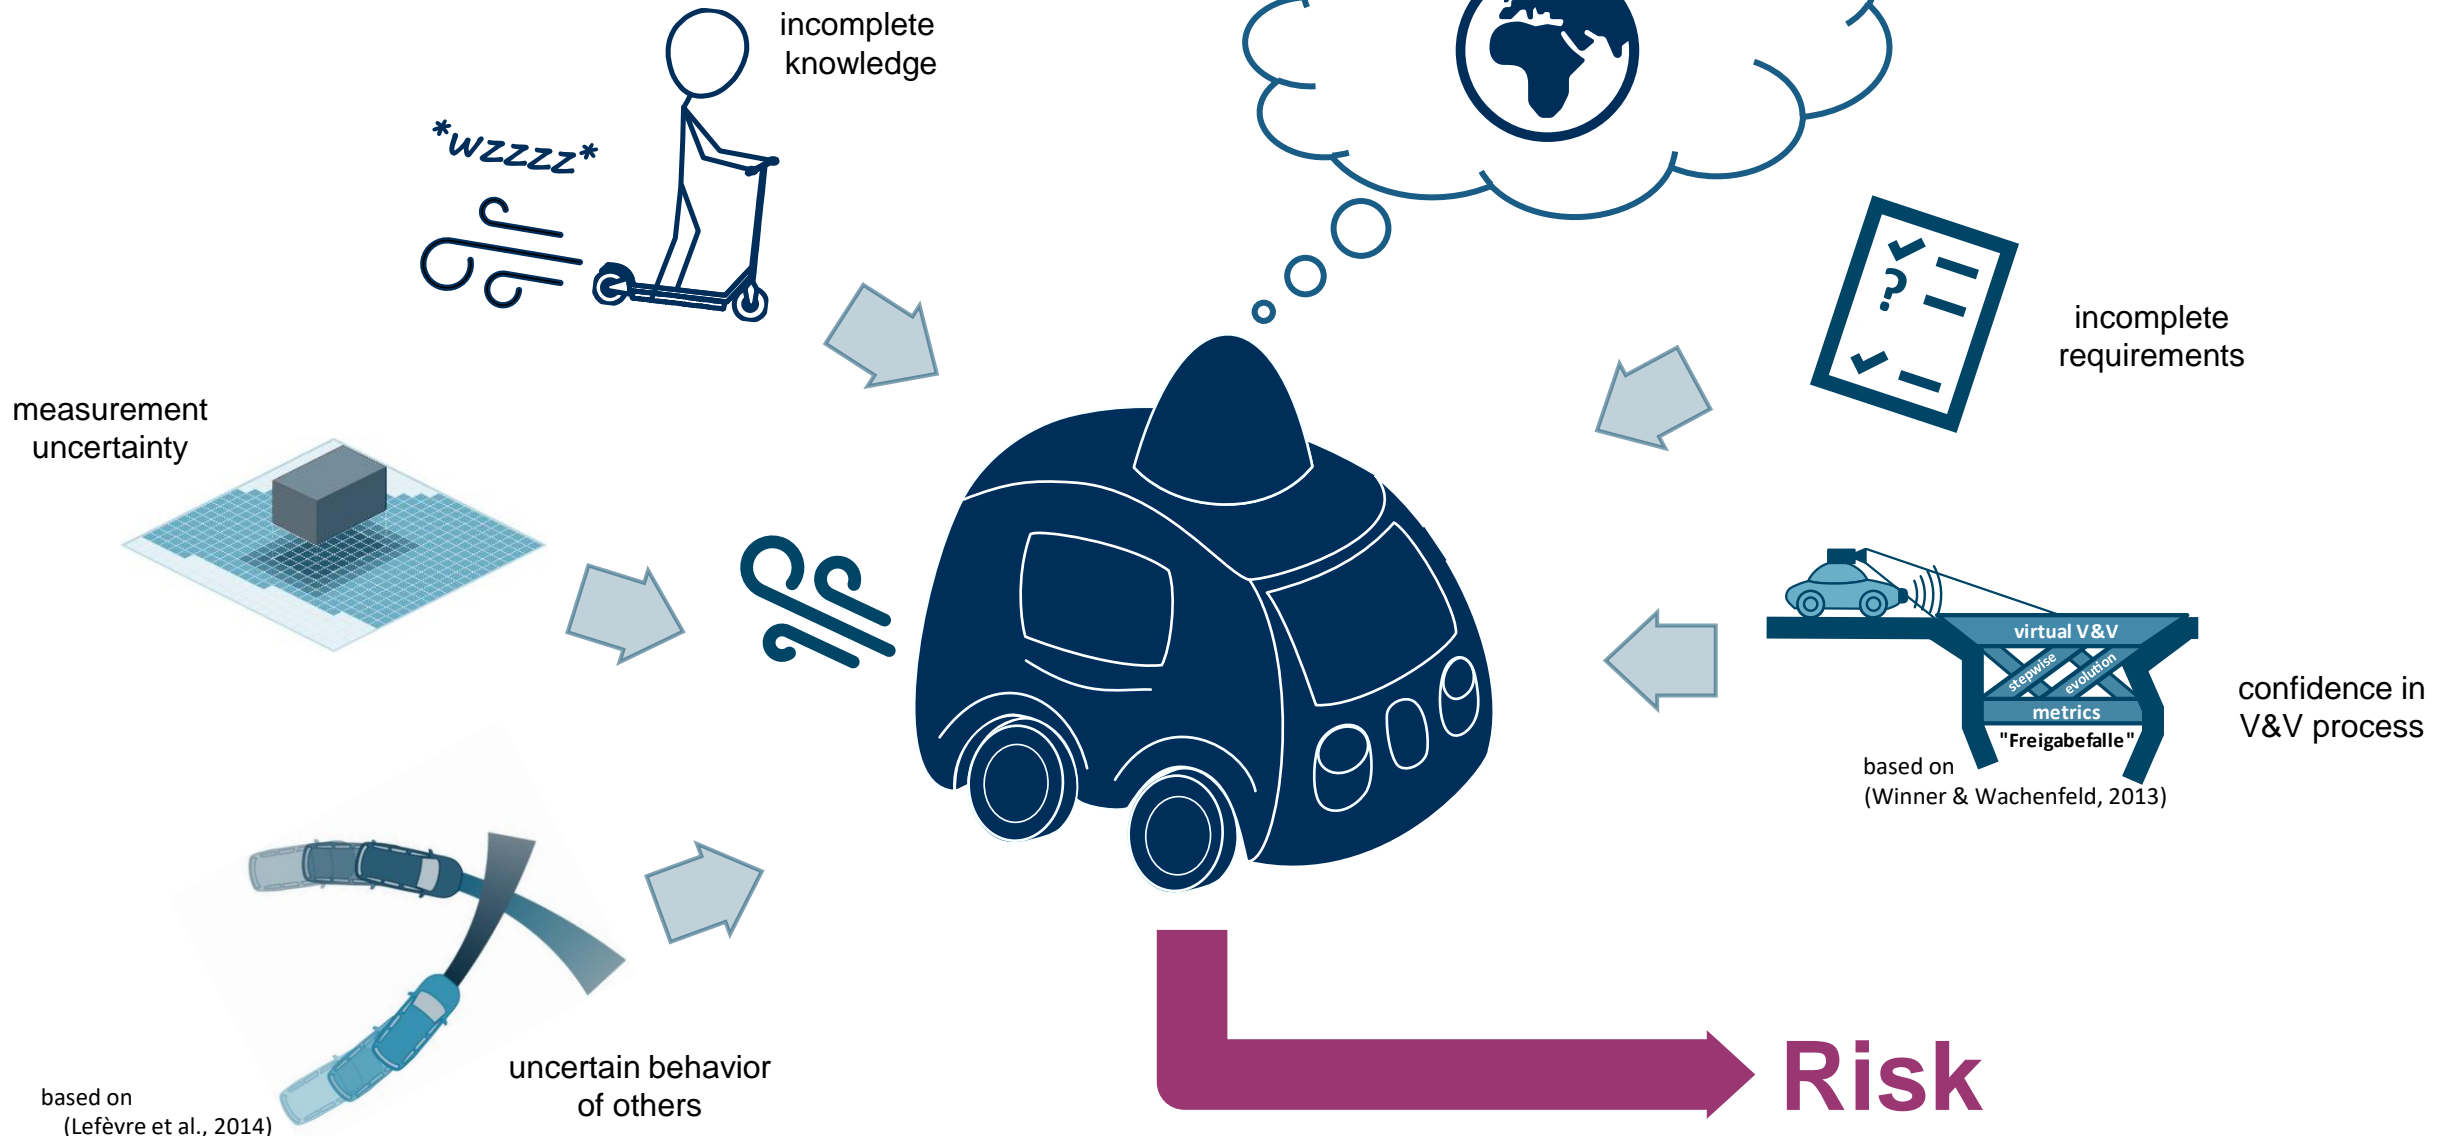 incomplete
knowledge
*wzzzz*
?
incomplete
requirements
measurement
uncertainty
virtual V&V
stepwise
evolution
metrics
"Freigabefalle"
confidence in
V&V process
based on
(Winner & Wachenfeld, 2013)
uncertain behavior
of others
based on
(Lefèvre et al., 2014)
Risk